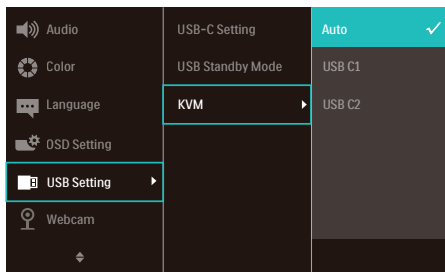 Audio
Color
Language
OSD Setting
USB Setting
Webcam
USB-C Setting
USB Standby Mode
KVM
Auto
USB C1
USB C2